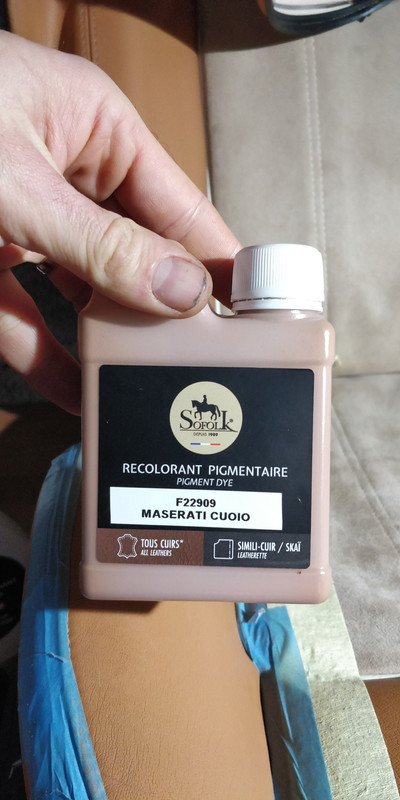 SOFOLK®
DEPUIS 1989
RECOLORANT PIGMENTAIRE
PIGMENT DYE
F22909
MASERATI CUOIO
TOUS CUIRS*
ALL LEATHERS
SIMILI-CUIR / SKAÏ
LEATHERETTE